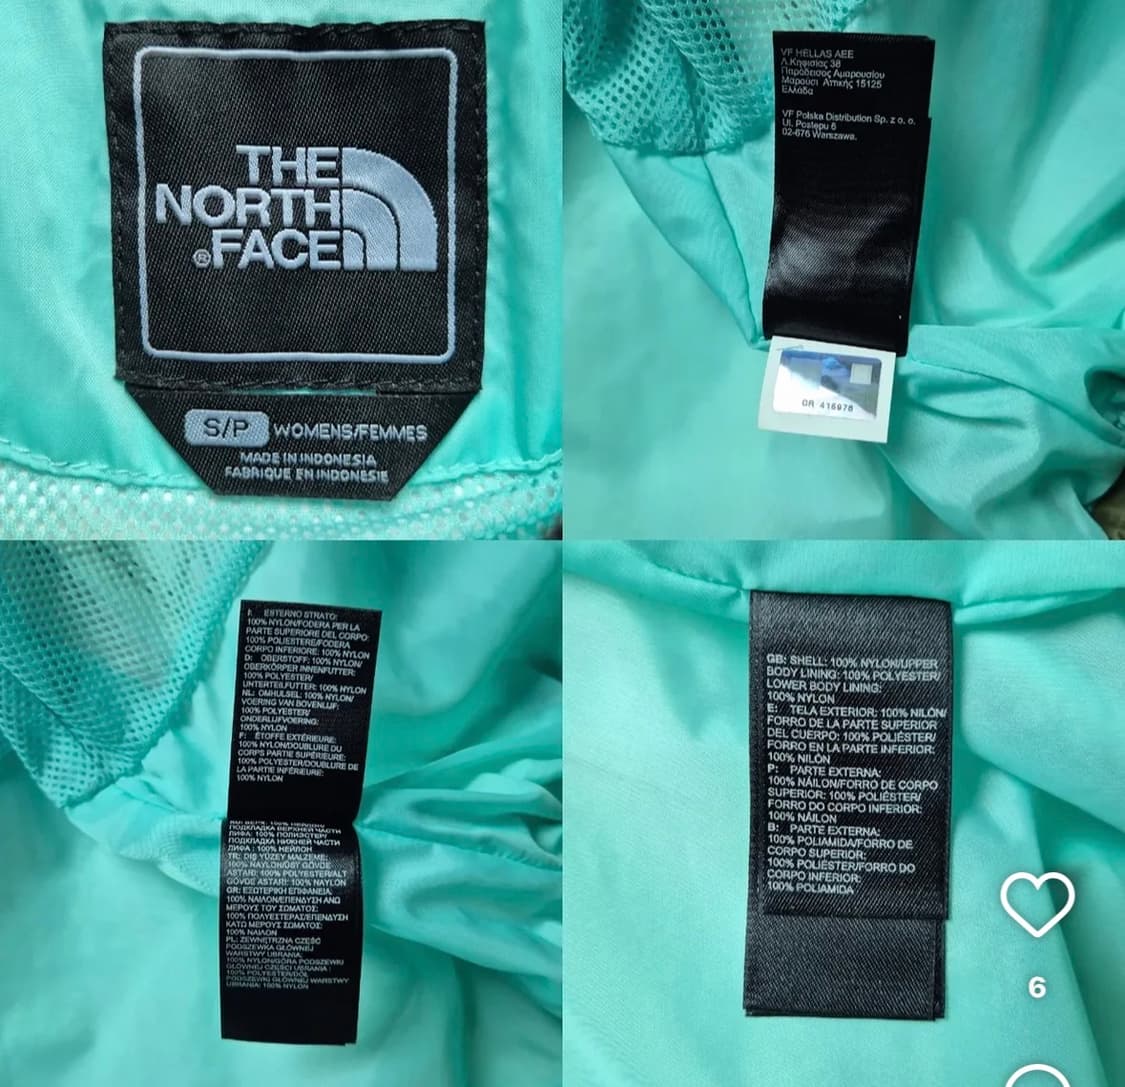 THE
NORTH
®FACE
S/P WOMENS/FEMMES
MADE IN INDONESIA
FABRIQUE EN INDONESIE
VF HELLAS AEE
Λ.Κηφισίας 38
Παράδεισος Αμαρουσίου
Μαρούσι Αττικής 15125
Ελλάδα
VF Polska Distribution Sp. z o. o.
Ul. Postępu 6
02-676 Warszawa.
GR 416978
I: ESTERNO STRATO:
100% NYLON/FODERA PER LA
PARTE SUPERIORE DEL CORPO:
100% POLIESTERE/FODERA
CORPO INFERIORE: 100% NYLON
D: OBERSTOFF: 100% NYLON/
OBERKÖRPER INNENFUTTER:
100% POLYESTER/
UNTERTEILFUTTER: 100% NYLON
NL: OMHULSEL: 100% NYLON/
VOERING VAN BOVENLIJF:
100% POLYESTER/
ONDERLIJFVOERING:
100% NYLON
F: ÉTOFFE EXTÉRIEURE:
100% NYLON/DOUBLURE DU
CORPS PARTIE SUPÉRIEURE:
100% POLYESTER/DOUBLURE DE
LA PARTIE INFÉRIEURE:
100% NYLON
ПОДКЛАДКА ВЕРХНЕЙ ЧАСТИ
ЛИФА: 100% ПОЛИЭСТЕР/
ПОДКЛАДКА НИЖНЕЙ ЧАСТИ
ЛИФА: 100% НЕЙЛОН
TR: DIŞ YÜZEY MALZEME:
100% NAYLON/ÜST GÖVDE
ASTARI: 100% POLYESTER/ALT
GÖVDE ASTARI: 100% NAYLON
GR: ΕΞΩΤΕΡΙΚΗ ΕΠΙΦΑΝΕΙΑ:
100% ΝΑΙΛΟΝ/ΕΠΕΝΔΥΣΗ ΑΝΩ
ΜΕΡΟΥΣ ΤΟΥ ΣΩΜΑΤΟΣ:
100% ΠΟΛΥΕΣΤΕΡΑΣ/ΕΠΕΝΔΥΣΗ
ΚΑΤΩ ΜΕΡΟΥΣ ΣΩΜΑΤΟΣ:
100% ΝΑΙΛΟΝ
PL: ZEWNĘTRZNA CZĘŚĆ
PODSZEWKA GŁÓWNEJ
WARSTWY UBRANIA:
100% NYLON/GÓRA PODSZEWKI
GŁÓWNEJ CZĘŚCI UBRANIA:
100% POLYESTER/DÓŁ
PODSZEWKI GŁÓWNEJ WARSTWY
UBRANIA: 100% NYLON
GB: SHELL: 100% NYLON/UPPER
BODY LINING: 100% POLYESTER/
LOWER BODY LINING:
100% NYLON
E: TELA EXTERIOR: 100% NILÓN/
FORRO DE LA PARTE SUPERIOR
DEL CUERPO: 100% POLIÉSTER/
FORRO EN LA PARTE INFERIOR:
100% NILÓN
P: PARTE EXTERNA:
100% NÁILON/FORRO DE CORPO
SUPERIOR: 100% POLIÉSTER/
FORRO DO CORPO INFERIOR:
100% NÁILON
B: PARTE EXTERNA:
100% POLIAMIDA/FORRO DE
CORPO SUPERIOR:
100% POLIÉSTER/FORRO DO
CORPO INFERIOR:
100% POLIAMIDA
6